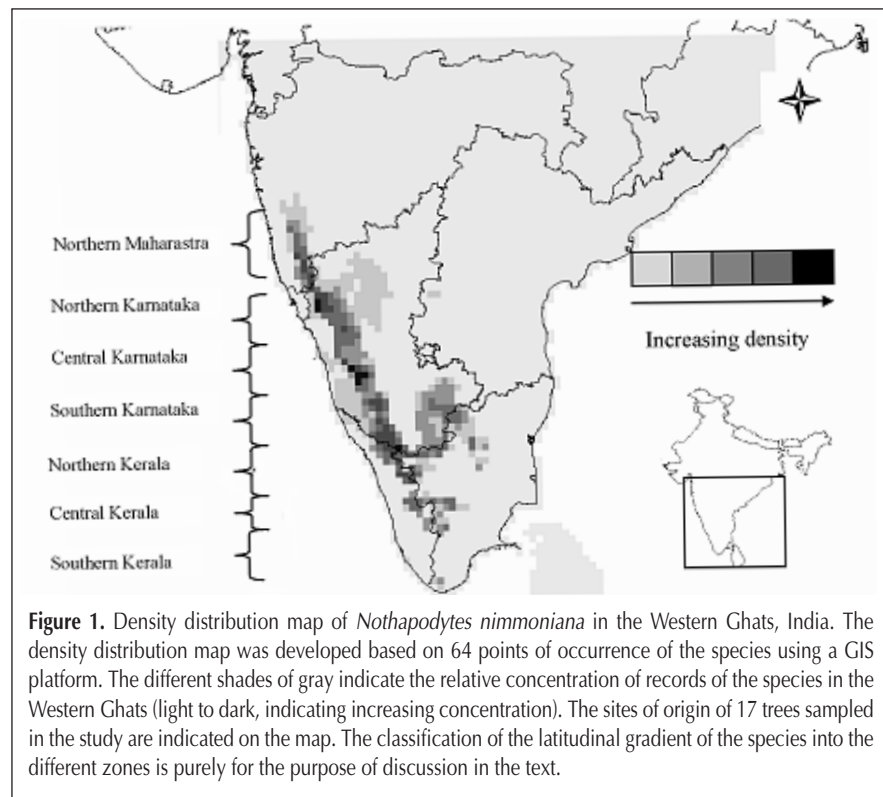 Northern Maharastra
Northern Karnataka
Central Karnataka
Southern Karnataka
Northern Kerala
Central Kerala
Southern Kerala
Increasing density
Figure 1. Density distribution map of Nothapodytes nimmoniana in the Western Ghats, India. The
density distribution map was developed based on 64 points of occurrence of the species using a GIS
platform. The different shades of gray indicate the relative concentration of records of the species in the
Western Ghats (light to dark, indicating increasing concentration). The sites of origin of 17 trees sampled
in the study are indicated on the map. The classification of the latitudinal gradient of the species into the
different zones is purely for the purpose of discussion in the text.